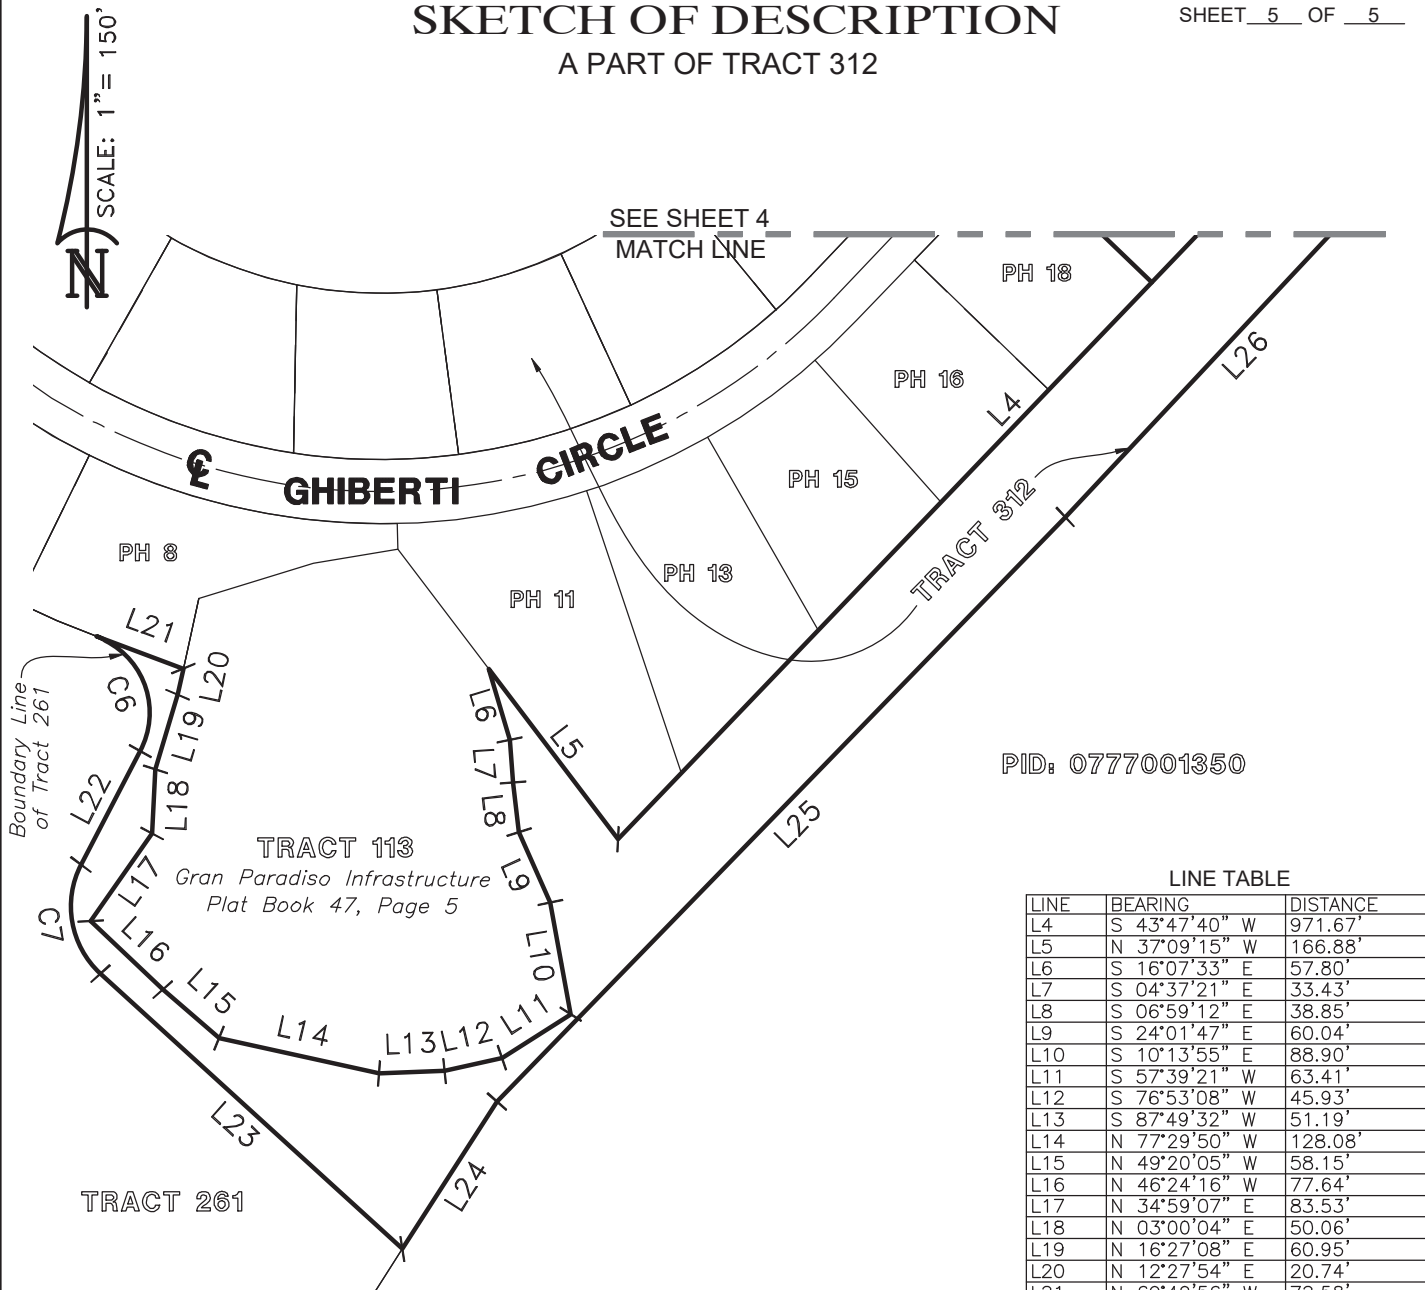 SKETCH OF DESCRIPTION
SHEET 5 OF 5
A PART OF TRACT 312
SCALE: 1"= 150'
N
SEE SHEET 4
MATCH LINE
PH 18
L26
PH 16
L4
CIRCLE
GHIBERTI
PH 15
TRACT 312
PH 8
PH 13
PH 11
L21
L20
Boundary Line
of Tract 261
C6
L19
L6
L5
L7
PID: 0777001350
L22
L18
L8
L25
TRACT 113
Gran Paradiso Infrastructure
Plat Book 47, Page 5
L17
L9
C7
L16
L10
L15
L14
L13
L12
L11
L23
L24
TRACT 261
LINE TABLE
LINE BEARING DISTANCE
L4 S 43°47'40" W 971.67'
L5 N 37°09'15" W 166.88'
L6 S 16°07'33" E 57.80'
L7 S 04°37'21" E 33.43'
L8 S 06°59'12" E 38.85'
L9 S 24°01'47" E 60.04'
L10 S 10°13'55" E 88.90'
L11 S 57°39'21" W 63.41'
L12 S 76°53'08" W 45.93'
L13 S 87°49'32" W 51.19'
L14 N 77°29'50" W 128.08'
L15 N 49°20'05" W 58.15'
L16 N 46°24'16" W 77.64'
L17 N 34°59'07" E 83.53'
L18 N 03°00'04" E 50.06'
L19 N 16°27'08" E 60.95'
L20 N 12°27'54" E 20.74'